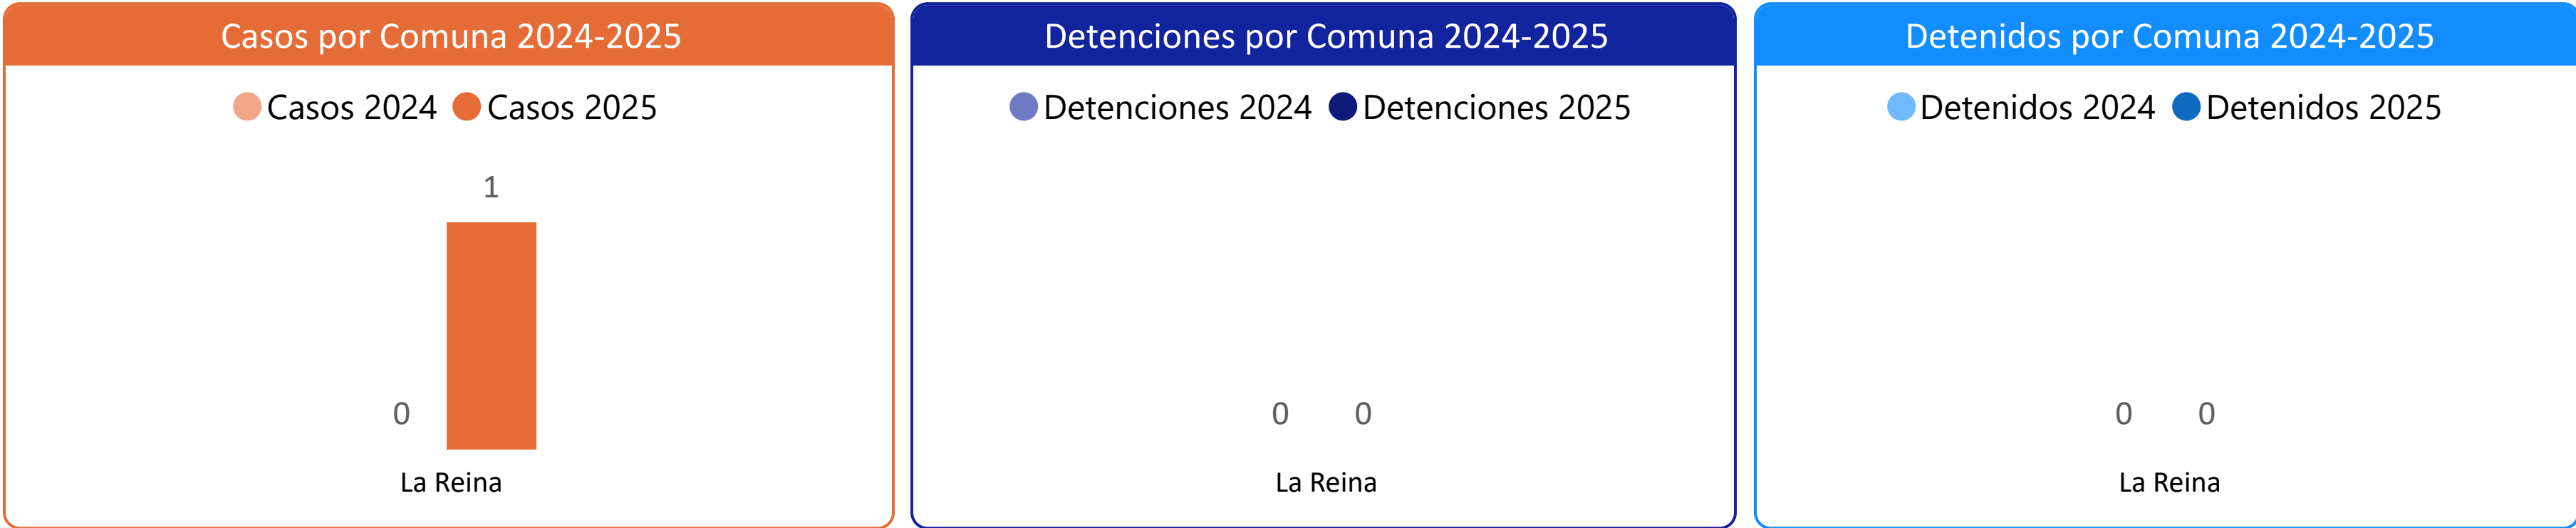 Casos por Comuna 2024-2025
Casos 2024 Casos 2025
1
0
La Reina
Detenciones por Comuna 2024-2025
Detenciones 2024 Detenciones 2025
0 0
La Reina
Detenidos por Comuna 2024-2025
Detenidos 2024 Detenidos 2025
0 0
La Reina